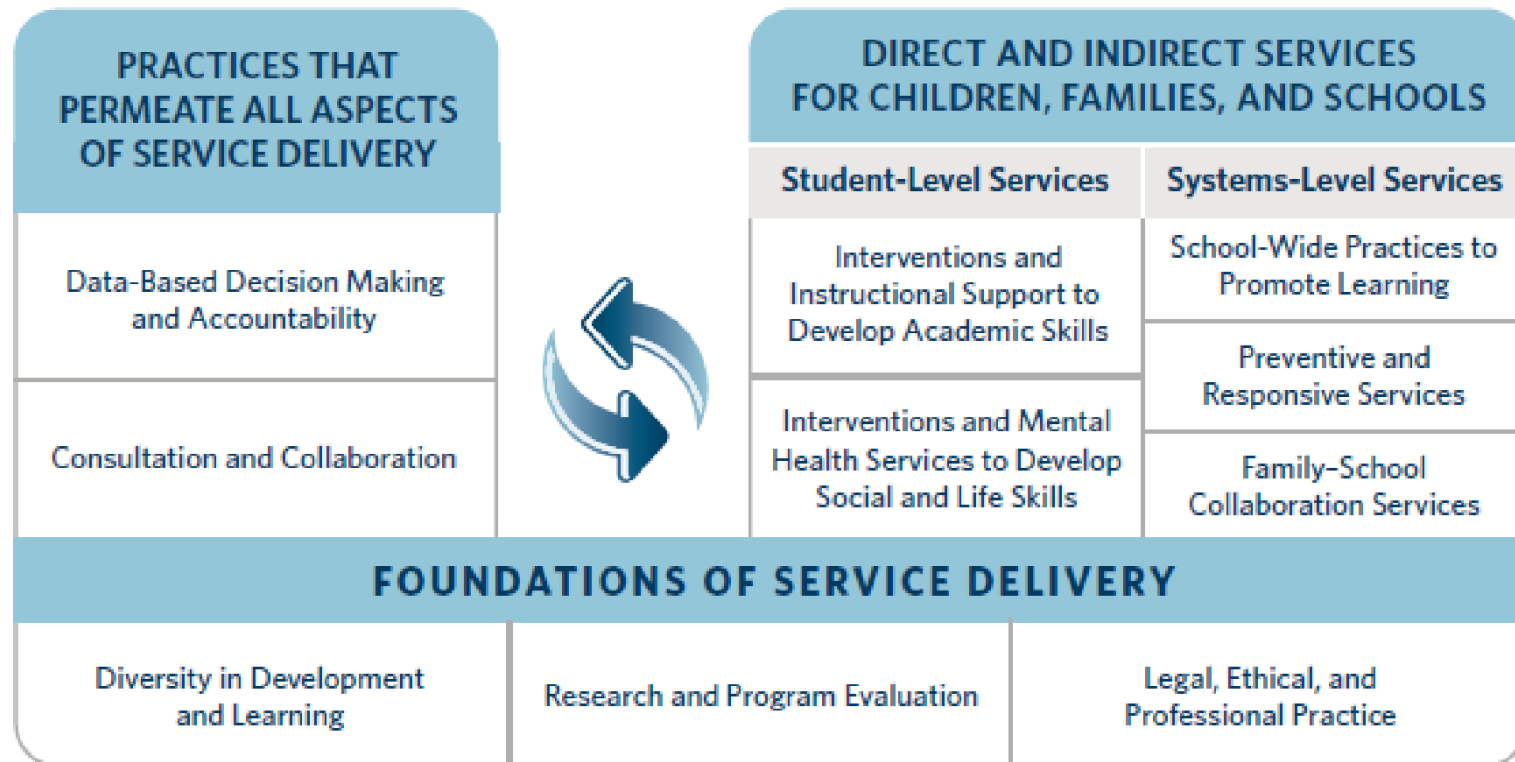 PRACTICES THAT
PERMEATE ALL ASPECTS
OF SERVICE DELIVERY
Data-Based Decision Making
and Accountability
Consultation and Collaboration
DIRECT AND INDIRECT SERVICES
FOR CHILDREN, FAMILIES, AND SCHOOLS
Student-Level Services
Interventions and
Instructional Support to
Develop Academic Skills
Interventions and Mental
Health Services to Develop
Social and Life Skills
Systems-Level Services
School-Wide Practices to
Promote Learning
Preventive and
Responsive Services
Family–School
Collaboration Services
FOUNDATIONS OF SERVICE DELIVERY
Diversity in Development
and Learning
Research and Program Evaluation
Legal, Ethical, and
Professional Practice